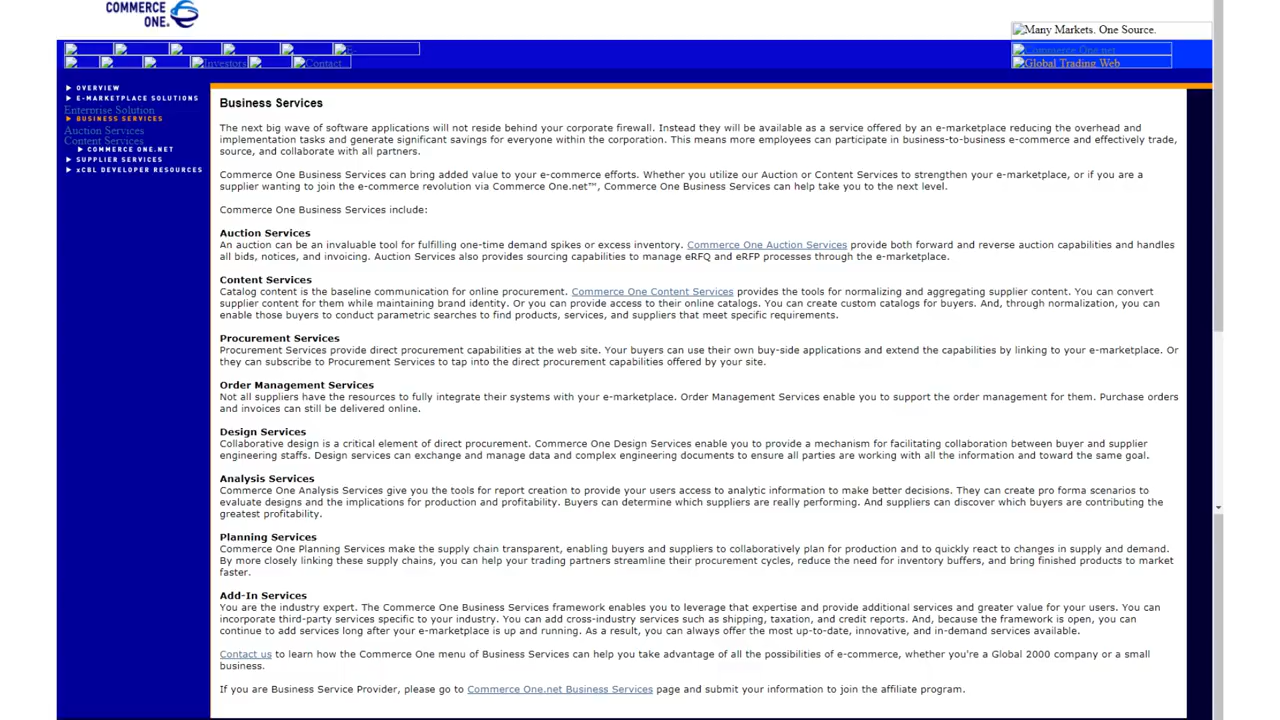 COMMERCE
ONE.
Many Markets. One Source.
E-
Commerce One.net
Investors
Contact
Global Trading Web
OVERVIEW
E-MARKETPLACE SOLUTIONS
Enterprise Solution
BUSINESS SERVICES
Auction Services
Content Services
COMMERCE ONE.NET
SUPPLIER SERVICES
xCBL DEVELOPER RESOURCES
Business Services
The next big wave of software applications will not reside behind your corporate firewall. Instead they will be available as a service offered by an e-marketplace reducing the overhead and
implementation tasks and generate significant savings for everyone within the corporation. This means more employees can participate in business-to-business e-commerce and effectively trade,
source, and collaborate with all partners.
Commerce One Business Services can bring added value to your e-commerce efforts. Whether you utilize our Auction or Content Services to strengthen your e-marketplace, or if you are a
supplier wanting to join the e-commerce revolution via Commerce One.net™, Commerce One Business Services can help take you to the next level.
Commerce One Business Services include:
Auction Services
An auction can be an invaluable tool for fulfilling one-time demand spikes or excess inventory. Commerce One Auction Services provide both forward and reverse auction capabilities and handles
all bids, notices, and invoicing. Auction Services also provides sourcing capabilities to manage eRFQ and eRFP processes through the e-marketplace.
Content Services
Catalog content is the baseline communication for online procurement. Commerce One Content Services provides the tools for normalizing and aggregating supplier content. You can convert
supplier content for them while maintaining brand identity. Or you can provide access to their online catalogs. You can create custom catalogs for buyers. And, through normalization, you can
enable those buyers to conduct parametric searches to find products, services, and suppliers that meet specific requirements.
Procurement Services
Procurement Services provide direct procurement capabilities at the web site. Your buyers can use their own buy-side applications and extend the capabilities by linking to your e-marketplace. Or
they can subscribe to Procurement Services to tap into the direct procurement capabilities offered by your site.
Order Management Services
Not all suppliers have the resources to fully integrate their systems with your e-marketplace. Order Management Services enable you to support the order management for them. Purchase orders
and invoices can still be delivered online.
Design Services
Collaborative design is a critical element of direct procurement. Commerce One Design Services enable you to provide a mechanism for facilitating collaboration between buyer and supplier
engineering staffs. Design services can exchange and manage data and complex engineering documents to ensure all parties are working with all the information and toward the same goal.
Analysis Services
Commerce One Analysis Services give you the tools for report creation to provide your users access to analytic information to make better decisions. They can create pro forma scenarios to
evaluate designs and the implications for production and profitability. Buyers can determine which suppliers are really performing. And suppliers can discover which buyers are contributing the
greatest profitability.
Planning Services
Commerce One Planning Services make the supply chain transparent, enabling buyers and suppliers to collaboratively plan for production and to quickly react to changes in supply and demand.
By more closely linking these supply chains, you can help your trading partners streamline their procurement cycles, reduce the need for inventory buffers, and bring finished products to market
faster.
Add-In Services
You are the industry expert. The Commerce One Business Services framework enables you to leverage that expertise and provide additional services and greater value for your users. You can
incorporate third-party services specific to your industry. You can add cross-industry services such as shipping, taxation, and credit reports. And, because the framework is open, you can
continue to add services long after your e-marketplace is up and running. As a result, you can always offer the most up-to-date, innovative, and in-demand services available.
Contact us to learn how the Commerce One menu of Business Services can help you take advantage of all the possibilities of e-commerce, whether you're a Global 2000 company or a small
business.
If you are Business Service Provider, please go to Commerce One.net Business Services page and submit your information to join the affiliate program.